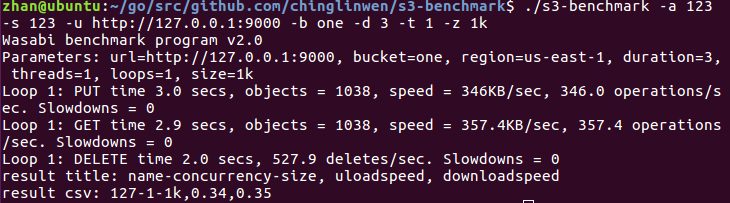 zhan@ubuntu:~/go/src/github.com/chinglinwen/s3-benchmark$ ./s3-benchmark -a 123
-s 123 -u http://127.0.0.1:9000 -b one -d 3 -t 1 -z 1k
Wasabi benchmark program v2.0
Parameters: url=http://127.0.0.1:9000, bucket=one, region=us-east-1, duration=3,
threads=1, loops=1, size=1k
Loop 1: PUT time 3.0 secs, objects = 1038, speed = 346KB/sec, 346.0 operations/s
ec. Slowdowns = 0
Loop 1: GET time 2.9 secs, objects = 1038, speed = 357.4KB/sec, 357.4 operations
/sec. Slowdowns = 0
Loop 1: DELETE time 2.0 secs, 527.9 deletes/sec. Slowdowns = 0
result title: name-concurrency-size, uloadspeed, downloadspeed
result csv: 127-1-1k,0.34,0.35